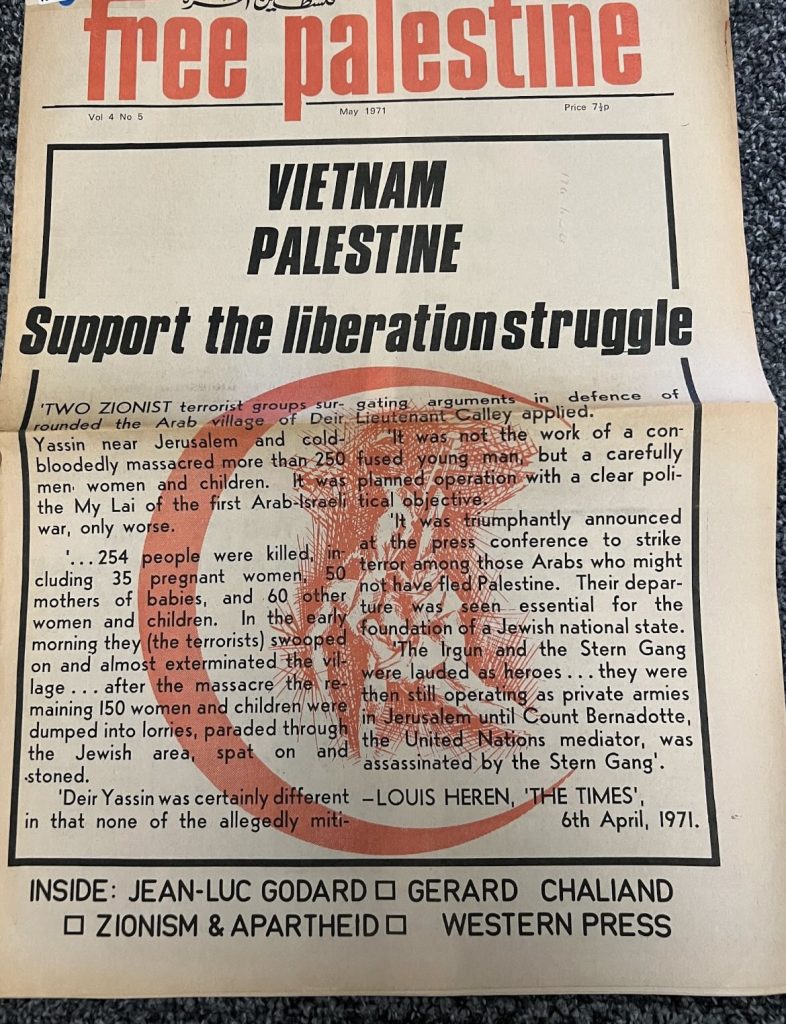 فلسطين الحرة
free palestine
Vol 4 No 5
May 1971
Price 7½p
VIETNAM
PALESTINE
Support the liberation struggle
'TWO ZIONIST terrorist groups sur-
rounded the Arab village of Deir
Yassin near Jerusalem and cold-
bloodedly massacred more than 250
men, women and children. It was
the My Lai of the first Arab-Israeli
war, only worse.
'...254 people were killed, in-
cluding 35 pregnant women, 50
mothers of babies, and 60 other
women and children. In the early
morning they (the terrorists) swooped
on and almost exterminated the vil-
lage... after the massacre the re-
maining 150 women and children were
dumped into lorries, paraded through
the Jewish area, spat on and
stoned.
'Deir Yassin was certainly different
in that none of the allegedly miti-
gating arguments in defence of
Lieutenant Calley applied.
'It was not the work of a con-
fused young man, but a carefully
planned operation with a clear poli-
tical objective.
'It was triumphantly announced
at the press conference to strike
terror among those Arabs who might
not have fled Palestine. Their depar-
ture was seen essential for the
foundation of a Jewish national state.
'The Irgun and the Stern Gang
were lauded as heroes... they were
then still operating as private armies
in Jerusalem until Count Bernadotte,
the United Nations mediator, was
assassinated by the Stern Gang'.
—LOUIS HEREN, 'THE TIMES',
6th April, 1971.
INSIDE: JEAN-LUC GODARD □ GERARD CHALIAND
□ ZIONISM & APARTHEID □ WESTERN PRESS